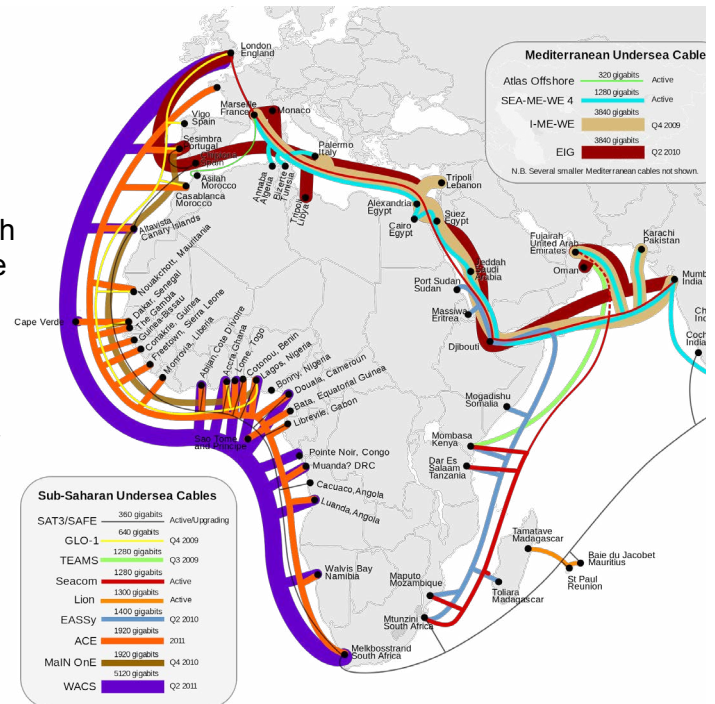 London
England
Mediterranean Undersea Cable
Atlas Offshore 320 gigabits Active
SEA-ME-WE 4 1280 gigabits Active
I-ME-WE 3840 gigabits Q4 2009
EIG 3840 gigabits Q2 2010
N.B. Several smaller Mediterranean cables not shown.
Marseille
France
Monaco
Vigo
Spain
Sesimbra
Portugal
Palermo
Italy
Annaba
Algeria
Bizerte
Tunisia
Tripoli
Libya
Asilah
Morocco
Casablanca
Morocco
Tripoli
Lebanon
Alexandria
Egypt
Suez
Egypt
Cairo
Egypt
Altavista
Canary Islands
Fujairah
United Arab
Emirates
Karachi
Pakistan
Oman
Jeddah
Saudi
Arabia
Port Sudan
Sudan
Massiwa
Eritrea
Djibouti
Mumb
India
Ch
Inc
Coch
India
Nouakchott, Mauritania
Dakar, Senegal
The Gambia
Guinea-Bissau
Conakrie, Guinea
Freetown, Sierra Leone
Monrovia, Liberia
Cape Verde
Abijan,Cote D'Ivoire
Accra,Ghana
Lome, Togo
Cotonou, Benin
Lagos, Nigeria
Bonny, Nigeria
Douala, Cameroun
Bata, Equatorial Guinea
Librevile, Gabon
Sao Tome
and Principe
Mogadishu
Somalia
Mombasa
Kenya
Dar Es
Salaam
Tanzania
Pointe Noir, Congo
Muanda? DRC
Cacuaco,Angola
Luanda,Angola
Walvis Bay
Namibia
Tamatave
Madagascar
Baie du Jacobet
Mauritius
St Paul
Reunion
Toliara
Madagascar
Maputo
Mozambique
Mtunzini
South Africa
Melkbosstrand
South Africa
Sub-Saharan Undersea Cables
SAT3/SAFE 360 gigabits Active/Upgrading
GLO-1 640 gigabits Q4 2009
TEAMS 1280 gigabits Q3 2009
Seacom 1280 gigabits Active
Lion 1300 gigabits Active
EASSy 1400 gigabits Q2 2010
ACE 1920 gigabits 2011
MaIN OnE 1920 gigabits Q4 2010
WACS 5120 gigabits Q2 2011